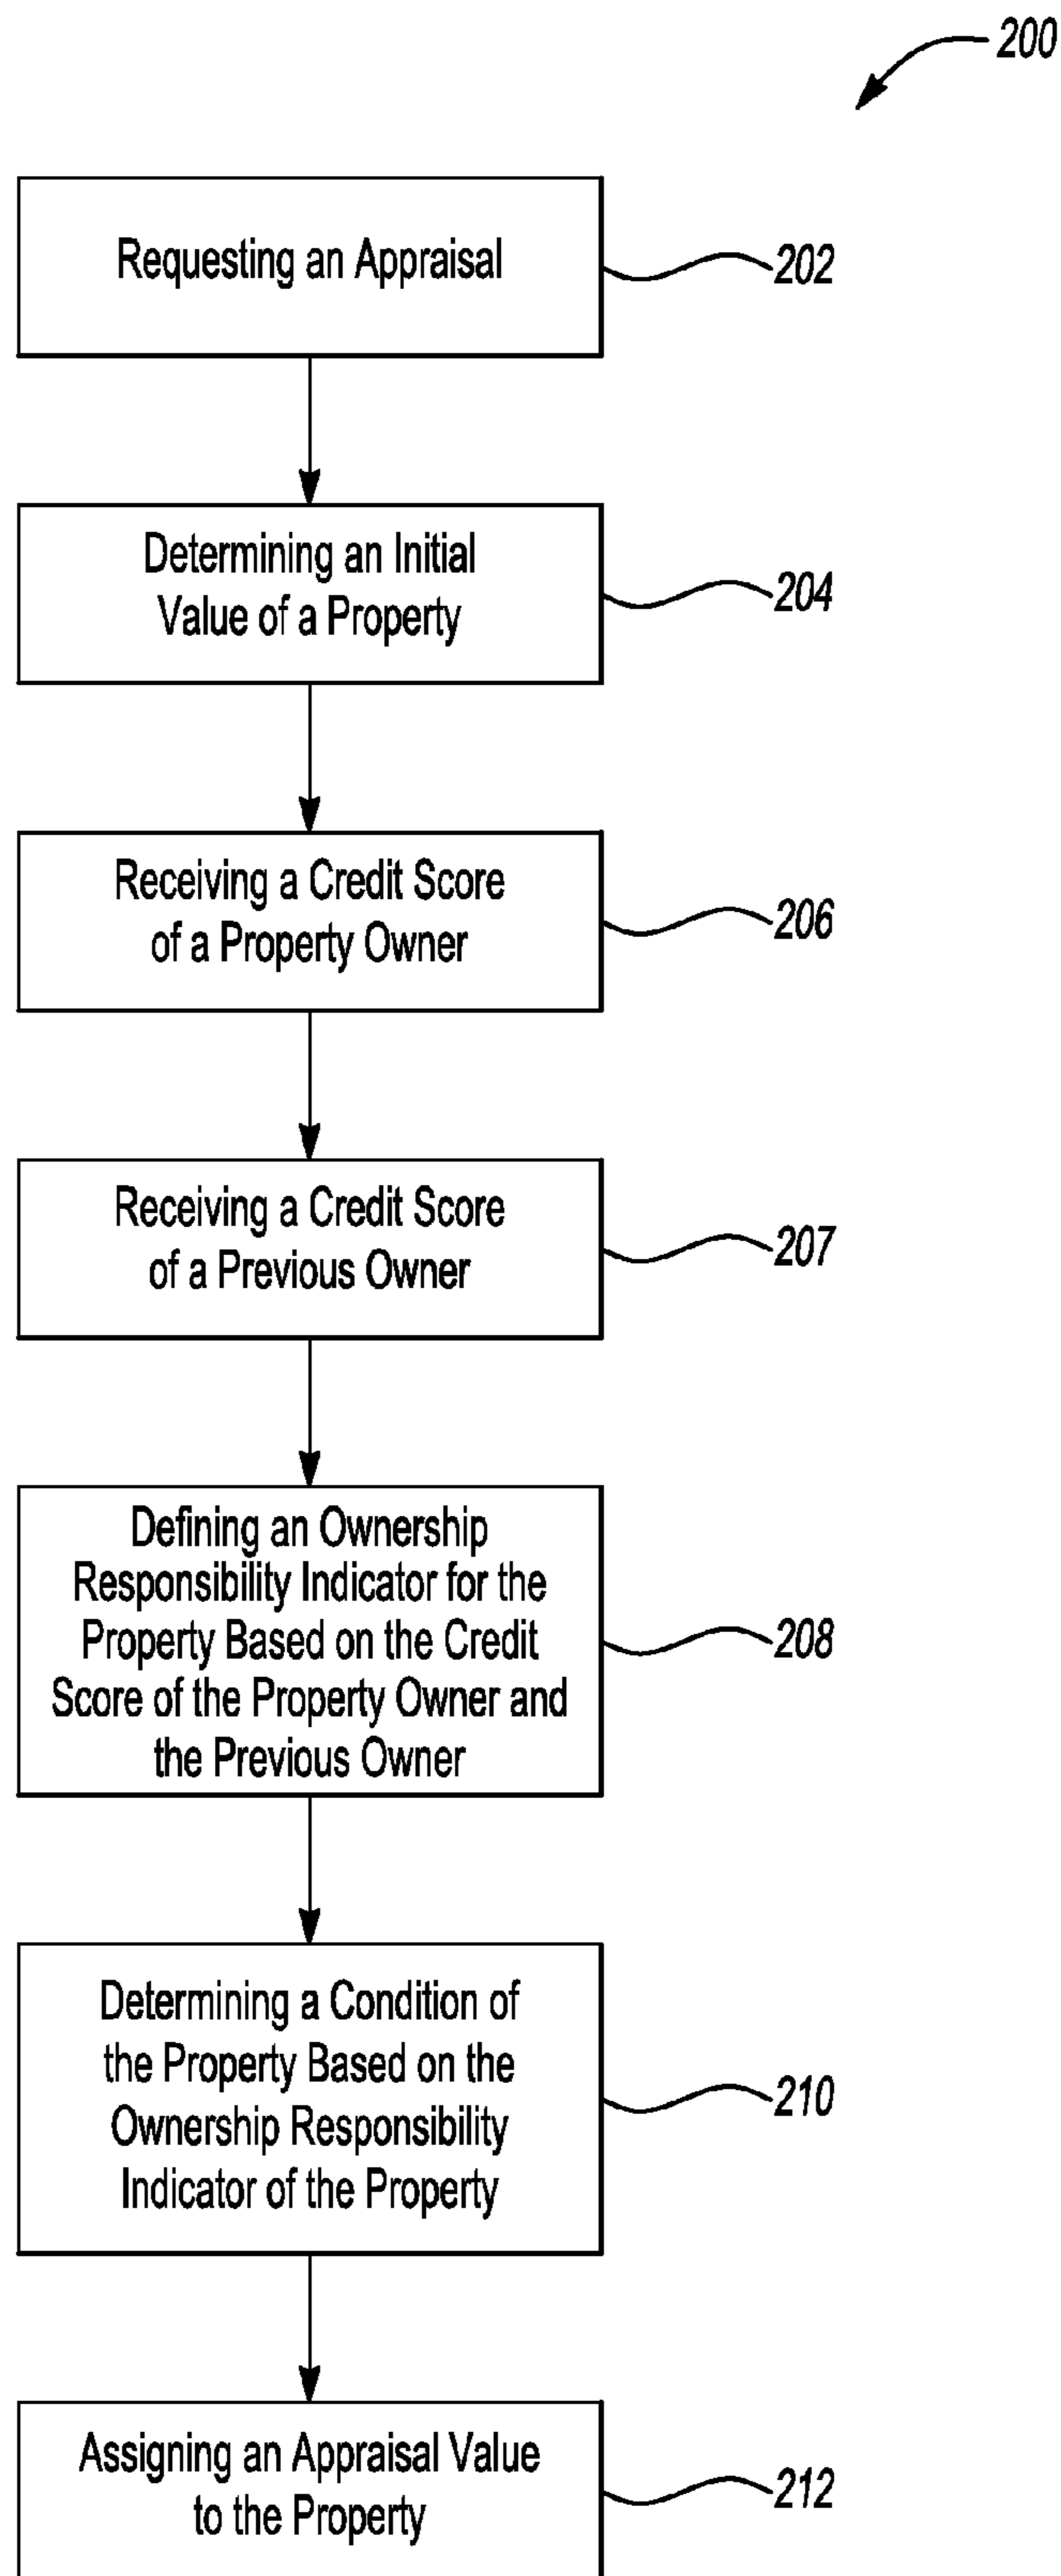 200
Requesting an Appraisal
202
Determining an Initial
Value of a Property
204
Receiving a Credit Score
of a Property Owner
206
Receiving a Credit Score
of a Previous Owner
207
Defining an Ownership
Responsibility Indicator for the
Property Based on the Credit
Score of the Property Owner and
the Previous Owner
208
Determining a Condition of
the Property Based on the
Ownership Responsibility
Indicator of the Property
210
Assigning an Appraisal Value
to the Property
212